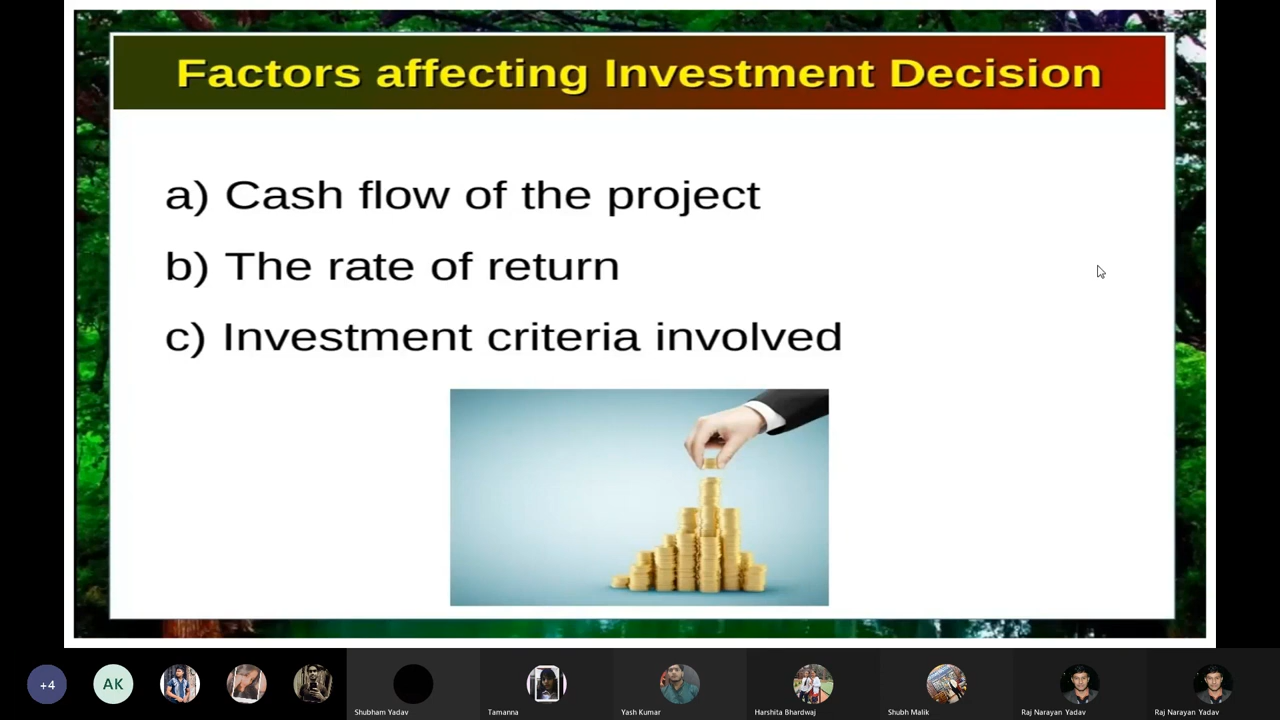 Factors affecting Investment Decision
a) Cash flow of the project
b) The rate of return
c) Investment criteria involved
+4
AK
Shubham Yadav
Tamanna
Yash Kumar
Harshita Bhardwaj
Shubh Malik
Raj Narayan Yadav
Raj Narayan Yadav